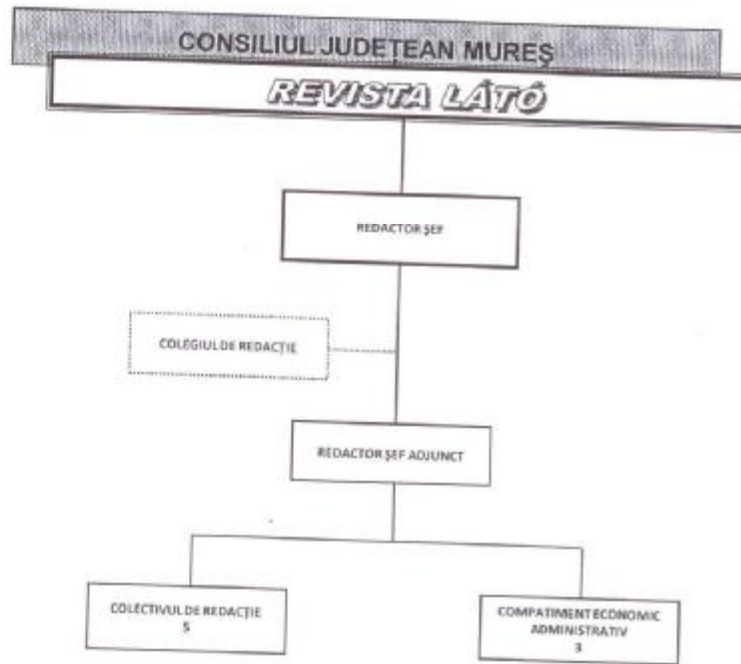 CONSILIUL JUDEȚEAN MUREȘ
REVISTA LÁTÓ
REDACTOR ȘEF
COLEGIUL DE REDACȚIE
REDACTOR ȘEF ADJUNCT
COLECTIVUL DE REDACȚIE
5
COMPATIMENT ECONOMIC
ADMINISTRATIV
3